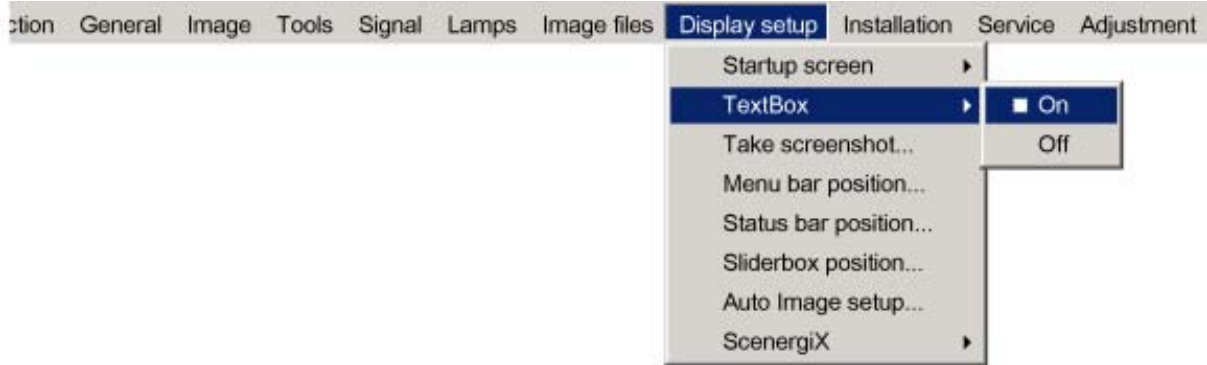 ction General Image Tools Signal Lamps Image files Display setup Installation Service Adjustment
Startup screen
TextBox
On
Take screenshot...
Off
Menu bar position...
Status bar position...
Sliderbox position...
Auto Image setup...
ScenergiX